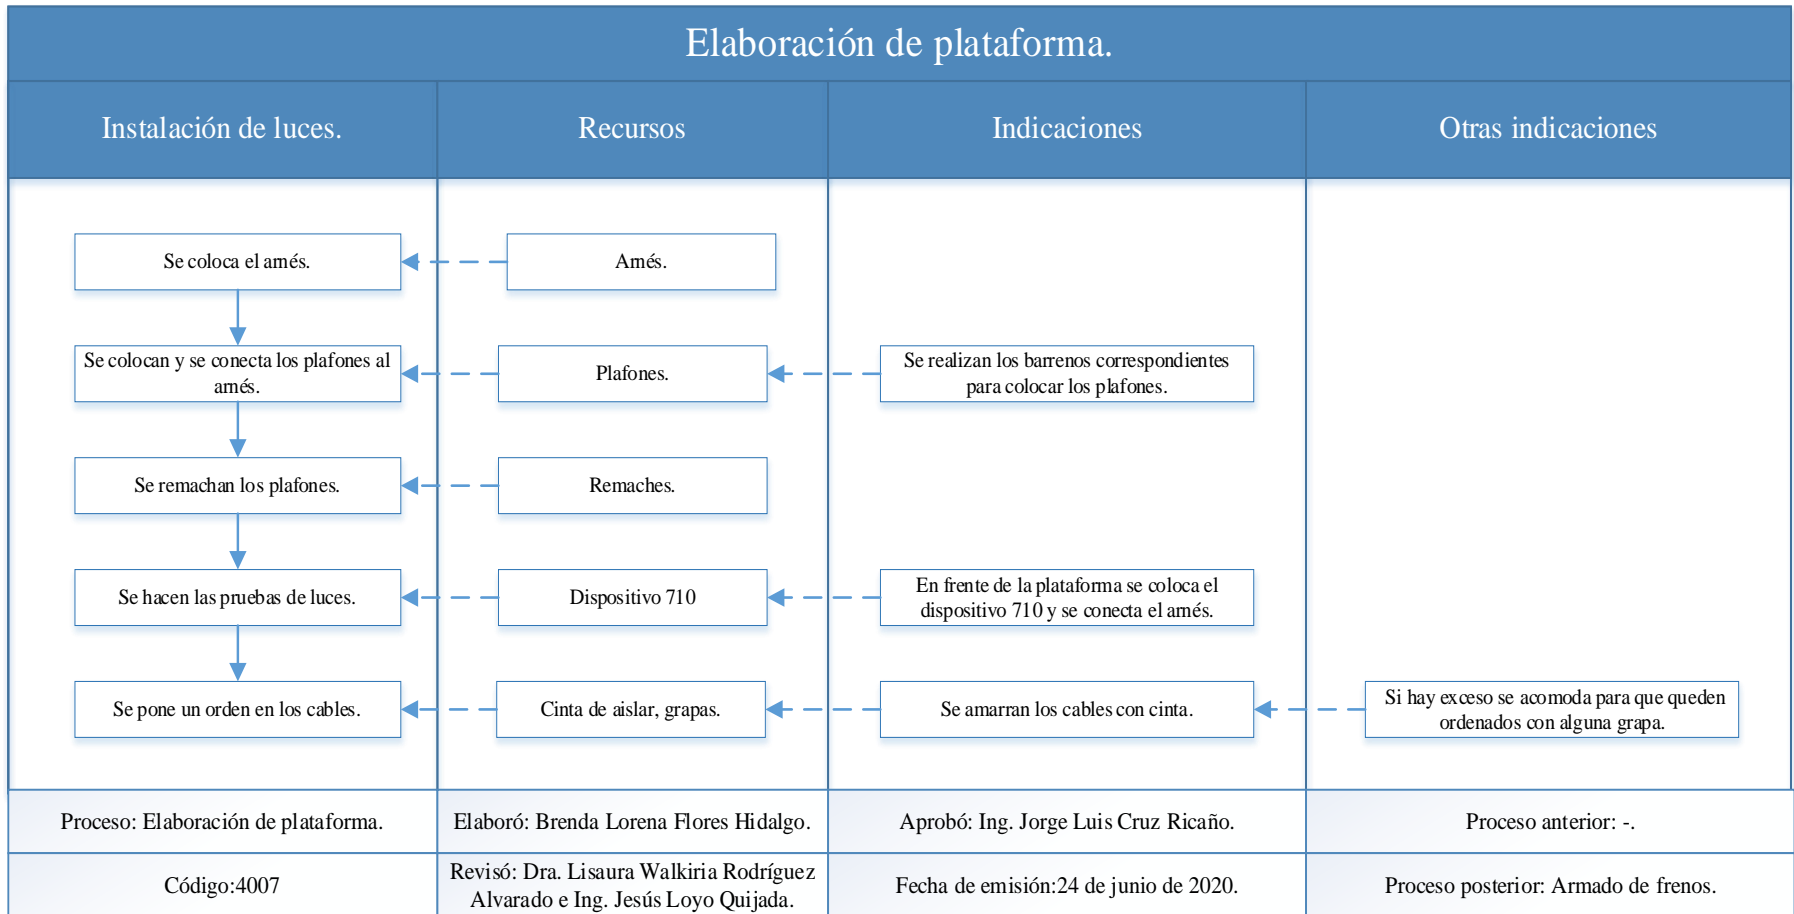 Elaboración de plataforma.
Instalación de luces.
Recursos
Indicaciones
Otras indicaciones
Se coloca el arnés.
Arnés.
Se colocan y se conecta los plafones al
arnés.
Plafones.
Se realizan los barrenos correspondientes
para colocar los plafones.
Se remachan los plafones.
Remaches.
Se hacen las pruebas de luces.
Dispositivo 710
En frente de la plataforma se coloca el
dispositivo 710 y se conecta el arnés.
Se pone un orden en los cables.
Cinta de aislar, grapas.
Se amarran los cables con cinta.
Si hay exceso se acomoda para que queden
ordenados con alguna grapa.
Proceso: Elaboración de plataforma.
Elaboró: Brenda Lorena Flores Hidalgo.
Aprobó: Ing. Jorge Luis Cruz Ricaño.
Proceso anterior: -.
Código:4007
Revisó: Dra. Lisaura Walkiria Rodríguez
Alvarado e Ing. Jesús Loyo Quijada.
Fecha de emisión:24 de junio de 2020.
Proceso posterior: Armado de frenos.